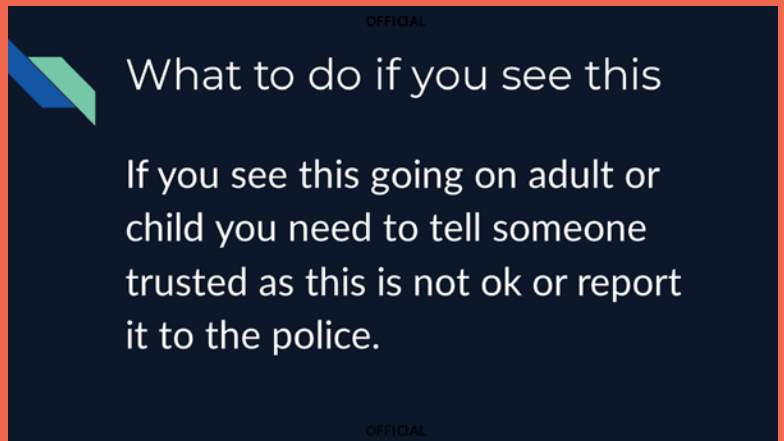 OFFICIAL
What to do if you see this
If you see this going on adult or
child you need to tell someone
trusted as this is not ok or report
it to the police.
OFFICIAL